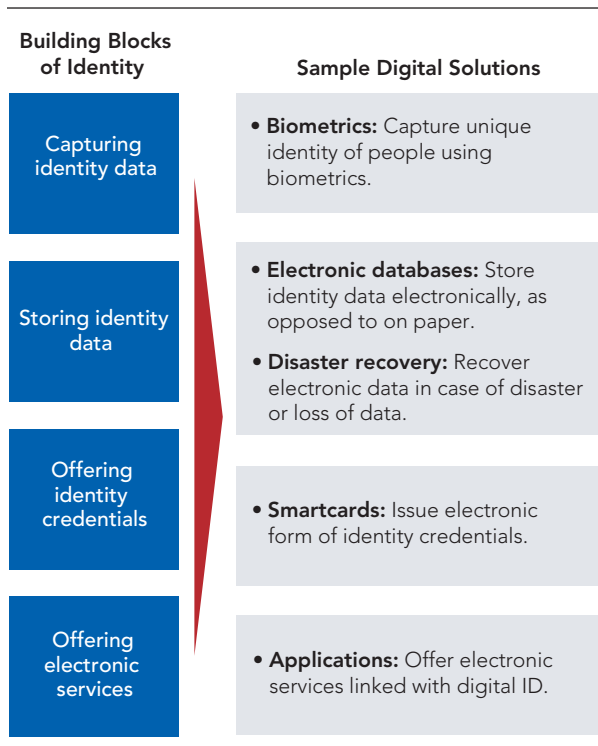 Building Blocks
of Identity
Sample Digital Solutions
Capturing
identity data
• Biometrics: Capture unique
identity of people using
biometrics.
Storing identity
data
• Electronic databases: Store
identity data electronically, as
opposed to on paper.
• Disaster recovery: Recover
electronic data in case of disaster
or loss of data.
Offering
identity
credentials
• Smartcards: Issue electronic
form of identity credentials.
Offering
electronic
services
• Applications: Offer electronic
services linked with digital ID.